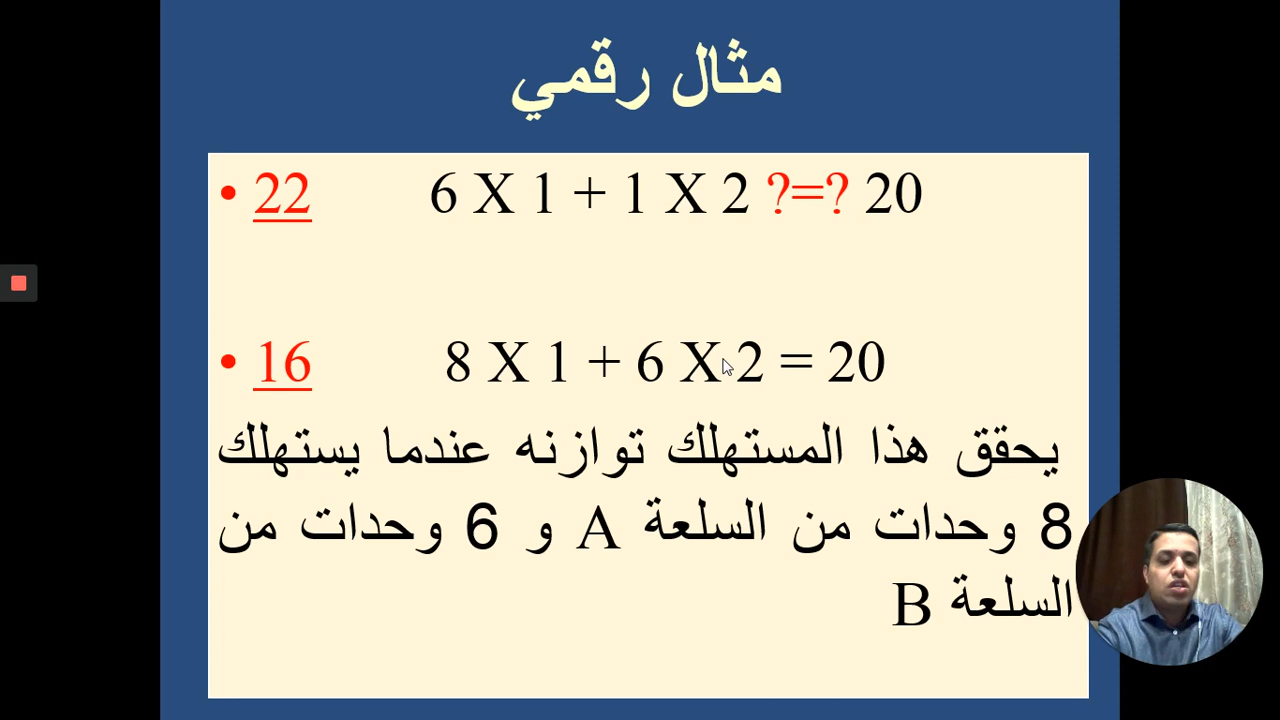 مثال رقمي
• 22 6 X 1 + 1 X 2 ?=? 20
• 16 8 X 1 + 6 X 2 = 20
يحقق هذا المستهلك توازنه عندما يستهلك
8 وحدات من السلعة A و 6 وحدات من
السلعة B